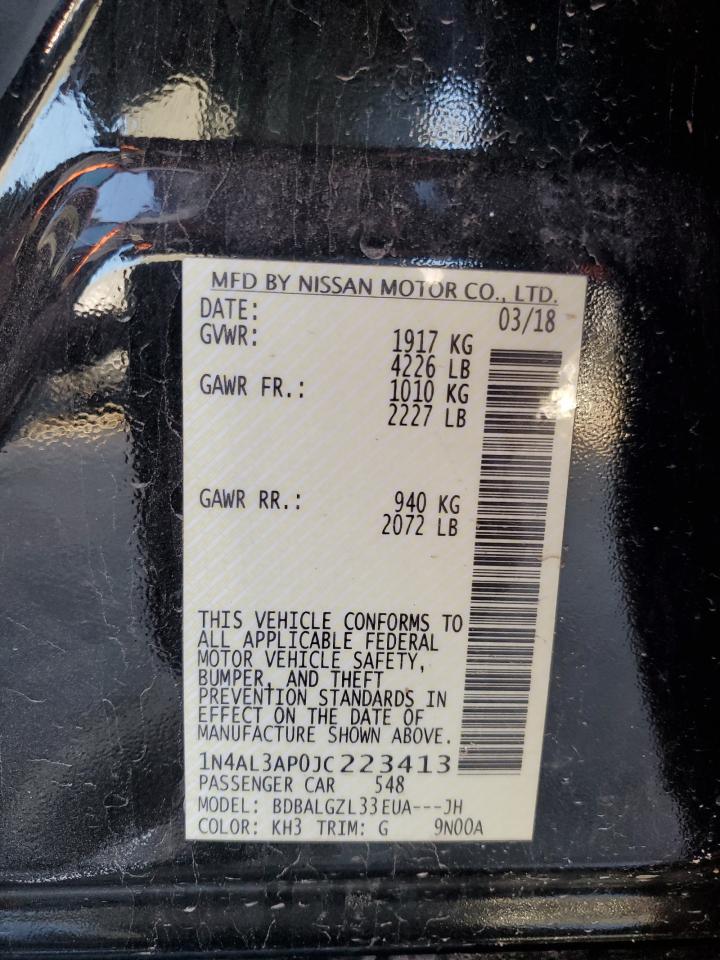 MFD BY NISSAN MOTOR CO., LTD.
DATE: 03/18
GVWR: 1917 KG
4226 LB
GAWR FR.: 1010 KG
2227 LB
GAWR RR.: 940 KG
2072 LB
THIS VEHICLE CONFORMS TO
ALL APPLICABLE FEDERAL
MOTOR VEHICLE SAFETY,
BUMPER, AND THEFT
PREVENTION STANDARDS IN
EFFECT ON THE DATE OF
MANUFACTURE SHOWN ABOVE.
1N4AL3AP0JC223413
PASSENGER CAR 548
MODEL: BDBALGZL33EUA---JH
COLOR: KH3 TRIM: G 9N00A